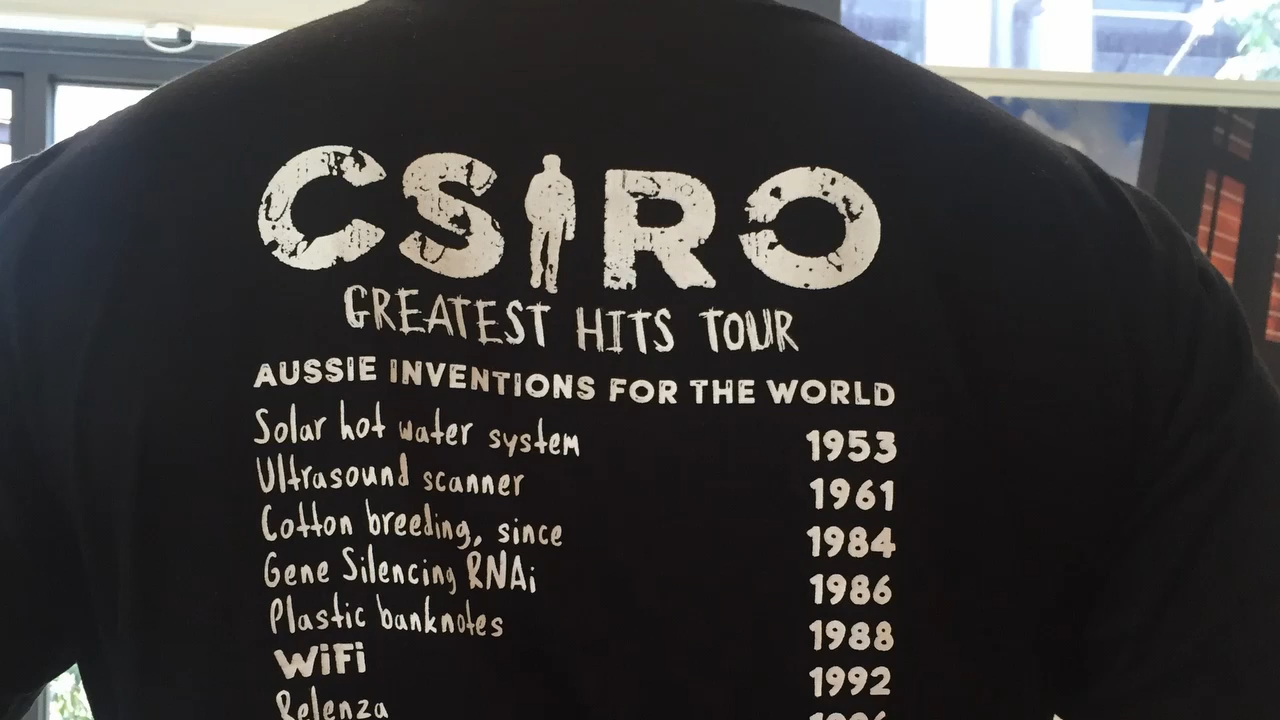 CSIRO
GREATEST HITS TOUR
AUSSIE INVENTIONS FOR THE WORLD
Solar hot water system 1953
Ultrasound scanner 1961
Cotton breeding, since 1984
Gene Silencing RNAi 1986
Plastic banknotes 1988
WiFi 1992
Relenza